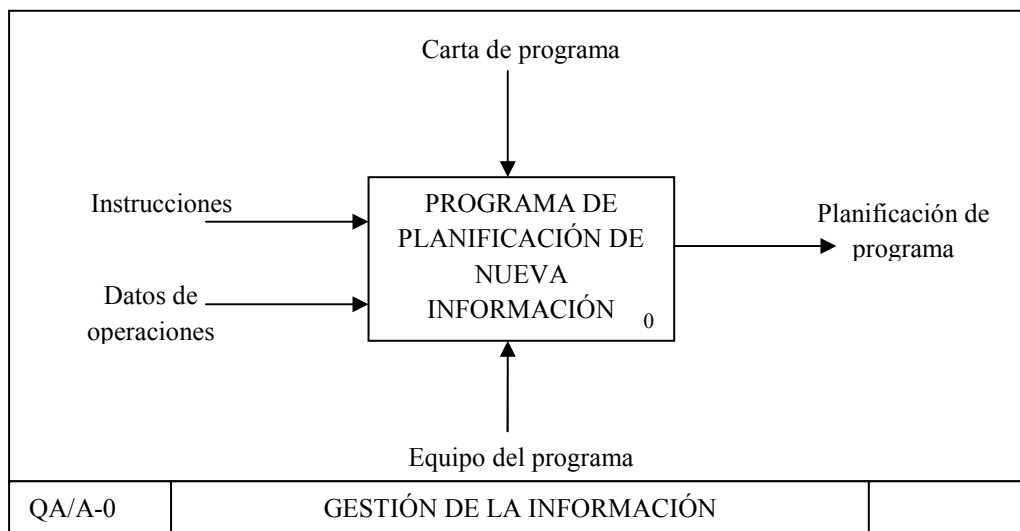 Carta de programa
Instrucciones
Datos de
operaciones
PROGRAMA DE
PLANIFICACIÓN DE
NUEVA
INFORMACIÓN
0
Planificación de
programa
Equipo del programa
QA/A-0
GESTIÓN DE LA INFORMACIÓN